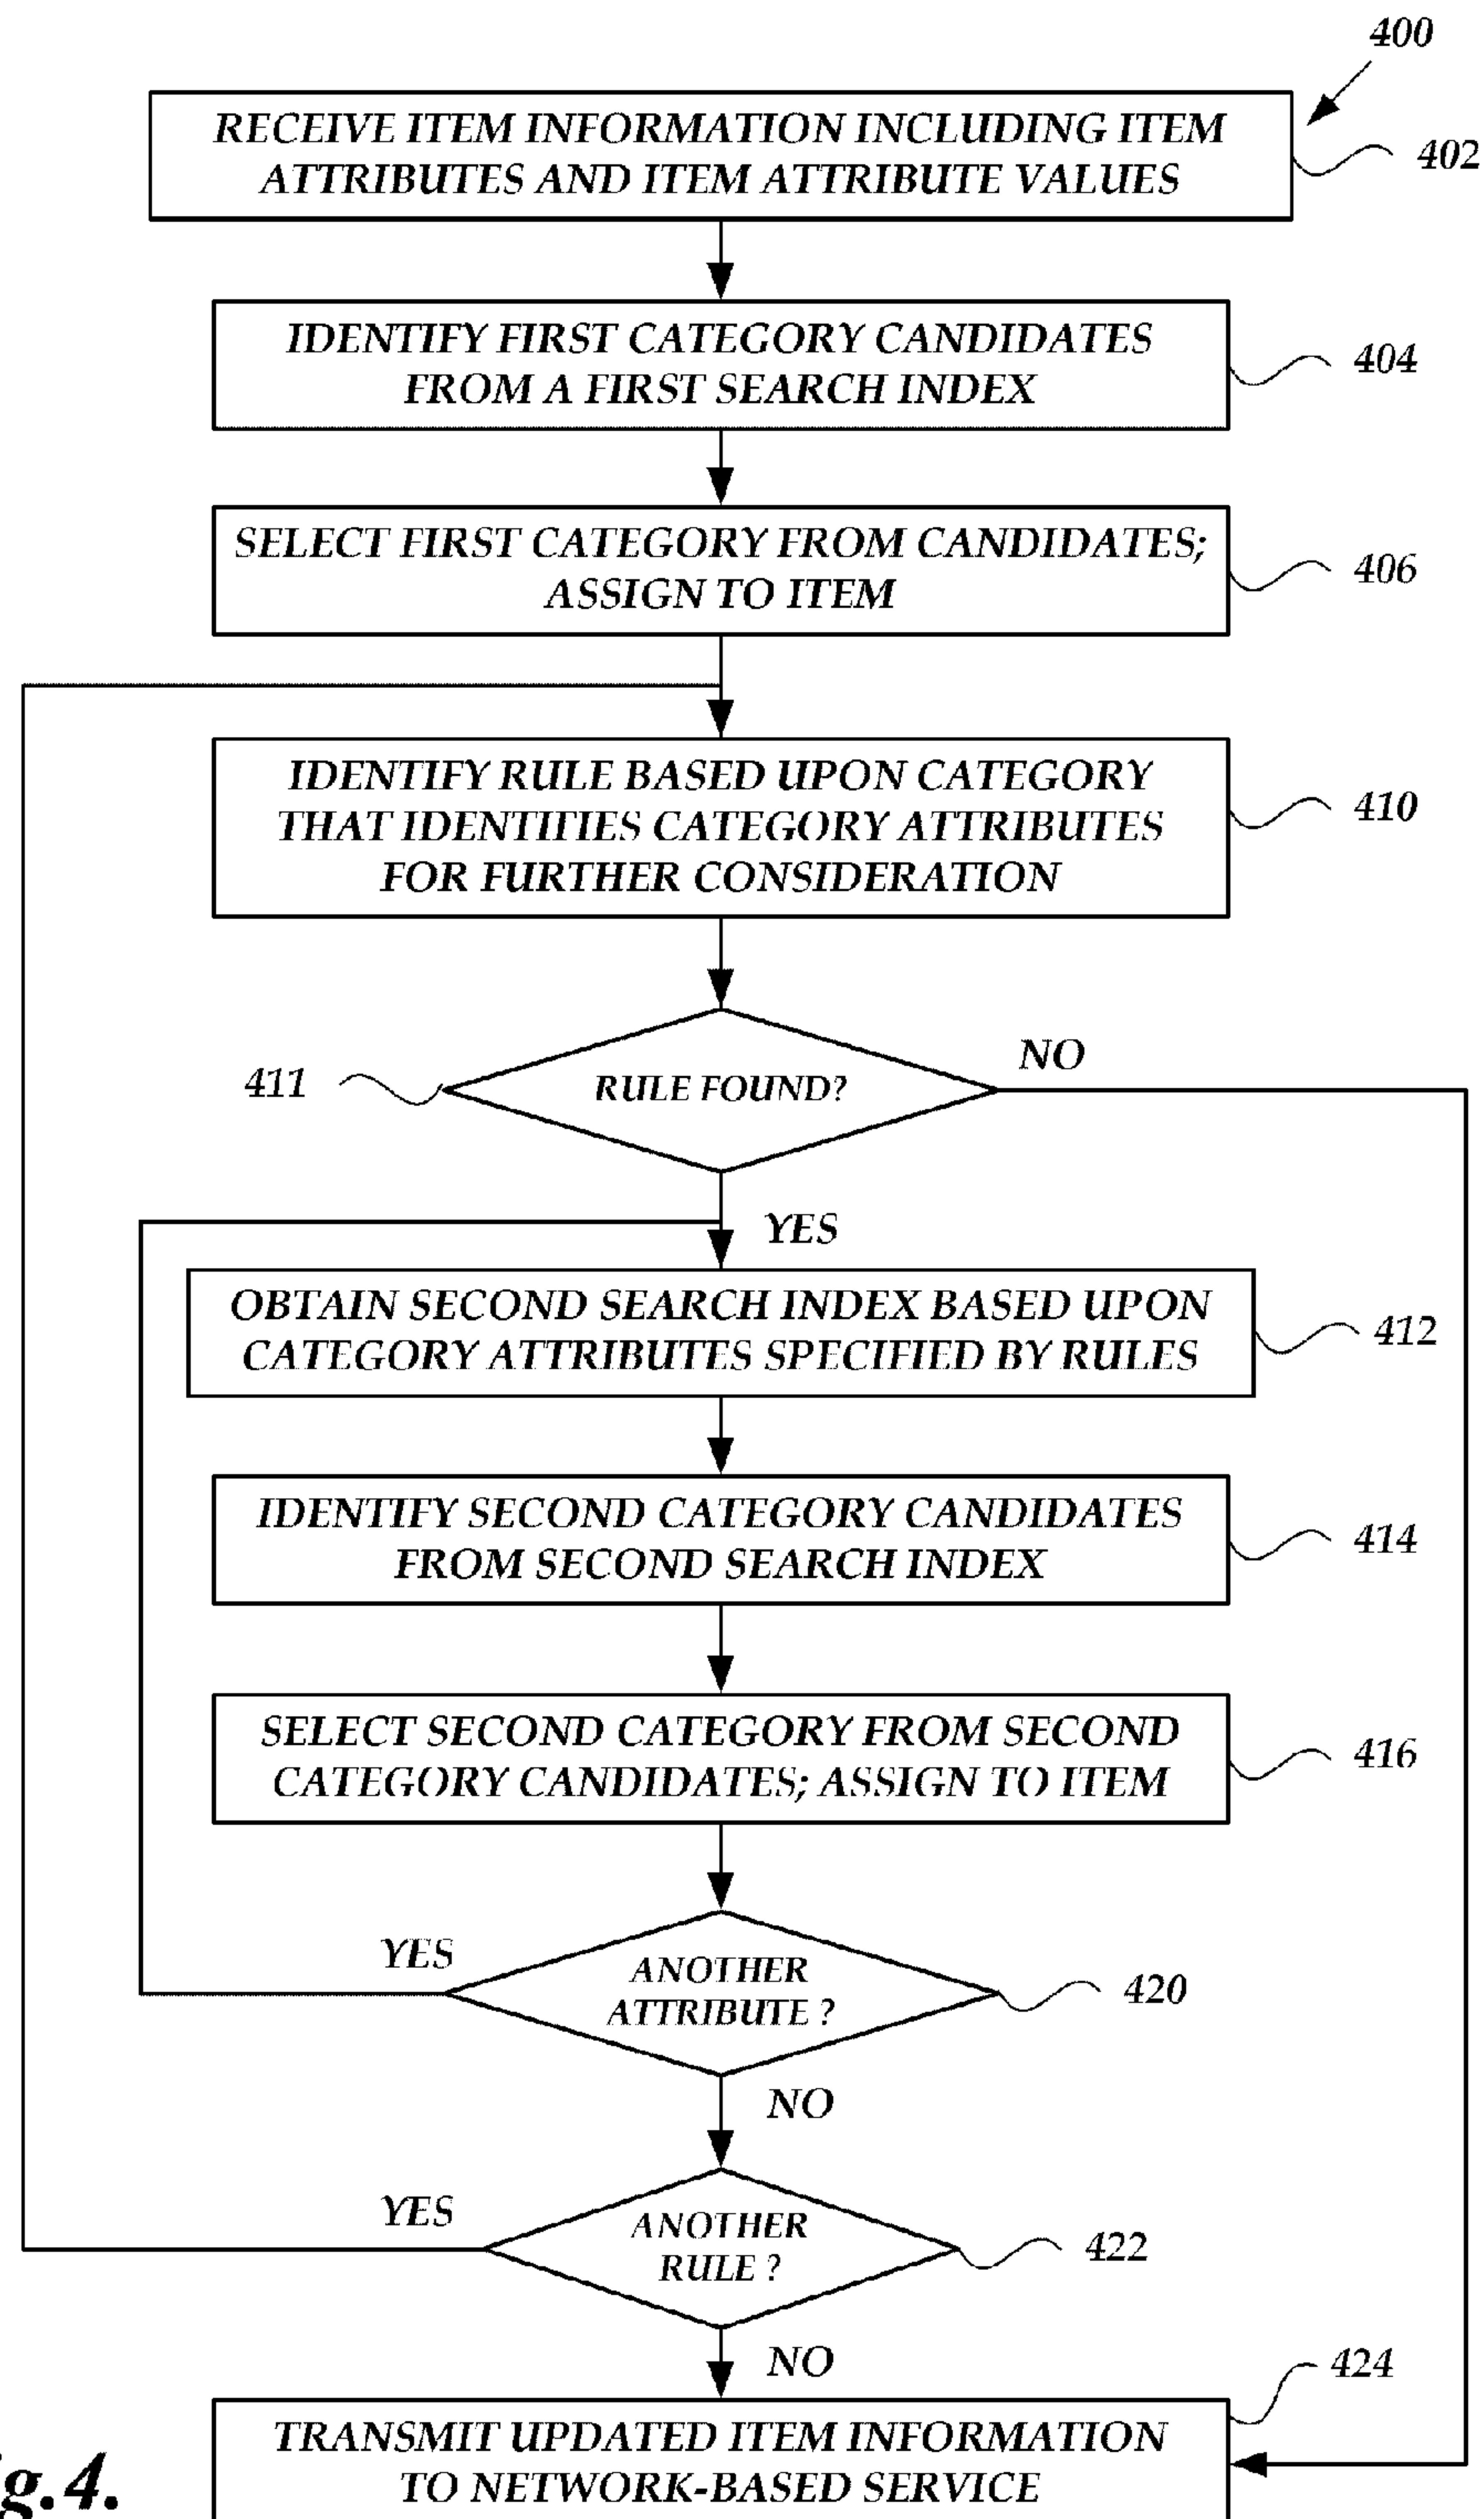 400
RECEIVE ITEM INFORMATION INCLUDING ITEM
ATTRIBUTES AND ITEM ATTRIBUTE VALUES
402
IDENTIFY FIRST CATEGORY CANDIDATES
FROM A FIRST SEARCH INDEX
404
SELECT FIRST CATEGORY FROM CANDIDATES;
ASSIGN TO ITEM
406
IDENTIFY RULE BASED UPON CATEGORY
THAT IDENTITIES CATEGORY ATTRIBUTES
FOR FURTHER CONSIDERATION
410
411
RULE FOUND?
NO
YES
OBTAIN SECOND SEARCH INDEX BASED UPON
CATEGORY ATTRIBUTES SPECIFIED BY RULES
412
IDENTIFY SECOND CATEGORY CANDIDATES
FROM SECOND SEARCH INDEX
414
SELECT SECOND CATEGORY FROM SECOND
CATEGORY CANDIDATES; ASSIGN TO ITEM
416
YES
ANOTHER
ATTRIBUTE ?
420
NO
YES
ANOTHER
RULE ?
422
NO
424
TRANSMIT UPDATED ITEM INFORMATION
TO NETWORK-BASED SERVICE
g.4.